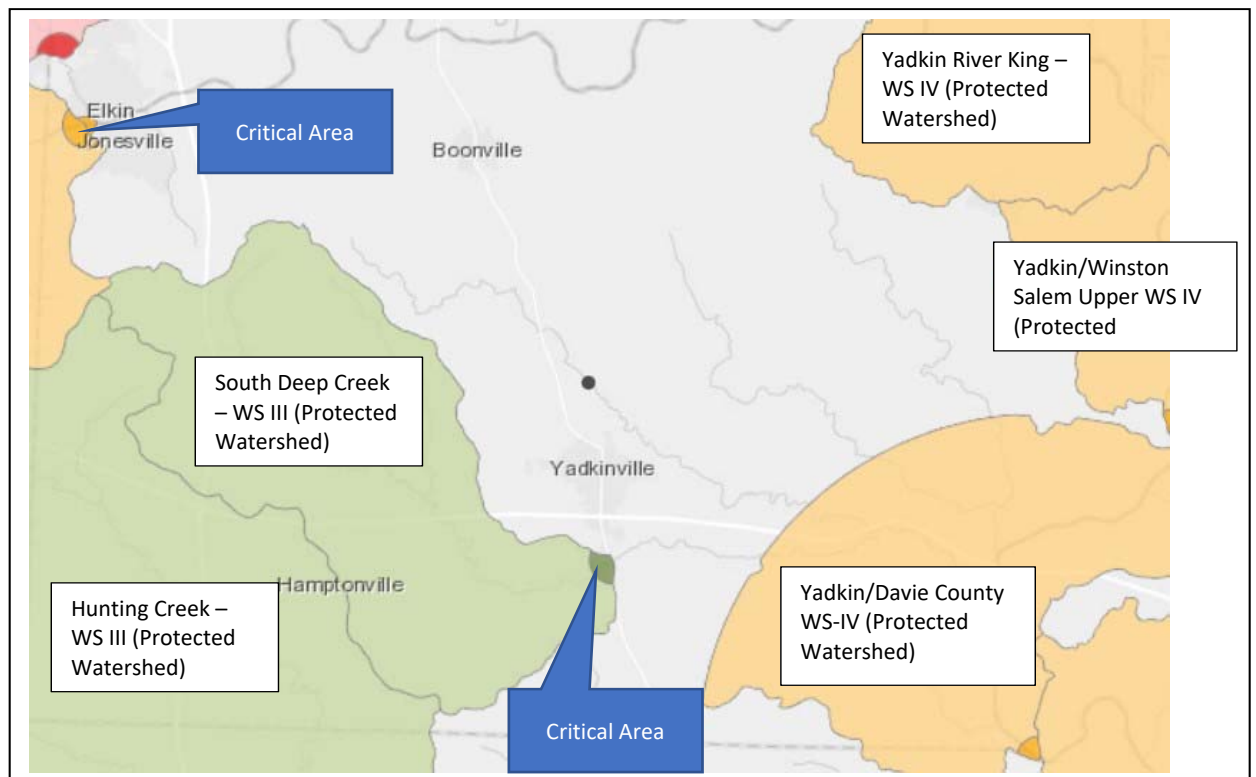 Yadkin River King –
WS IV (Protected
Watershed)
Elkin
Jonesville
Critical Area
Boonville
Yadkin/Winston
Salem Upper WS IV
(Protected
South Deep Creek
– WS III (Protected
Watershed)
Yadkinville
Hamptonville
Hunting Creek –
WS III (Protected
Watershed)
Yadkin/Davie County
WS-IV (Protected
Watershed)
Critical Area